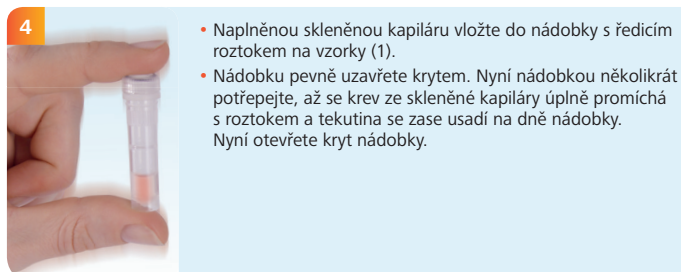 4
• Naplněnou skleněnou kapiláru vložte do nádobky s ředicím
roztokem na vzorky (1).
• Nádobku pevně uzavřete krytem. Nyní nádobkou několikrát
potřepejte, až se krev ze skleněné kapiláry úplně promíchá
s roztokem a tekutina se zase usadí na dně nádobky.
Nyní otevřete kryt nádobky.